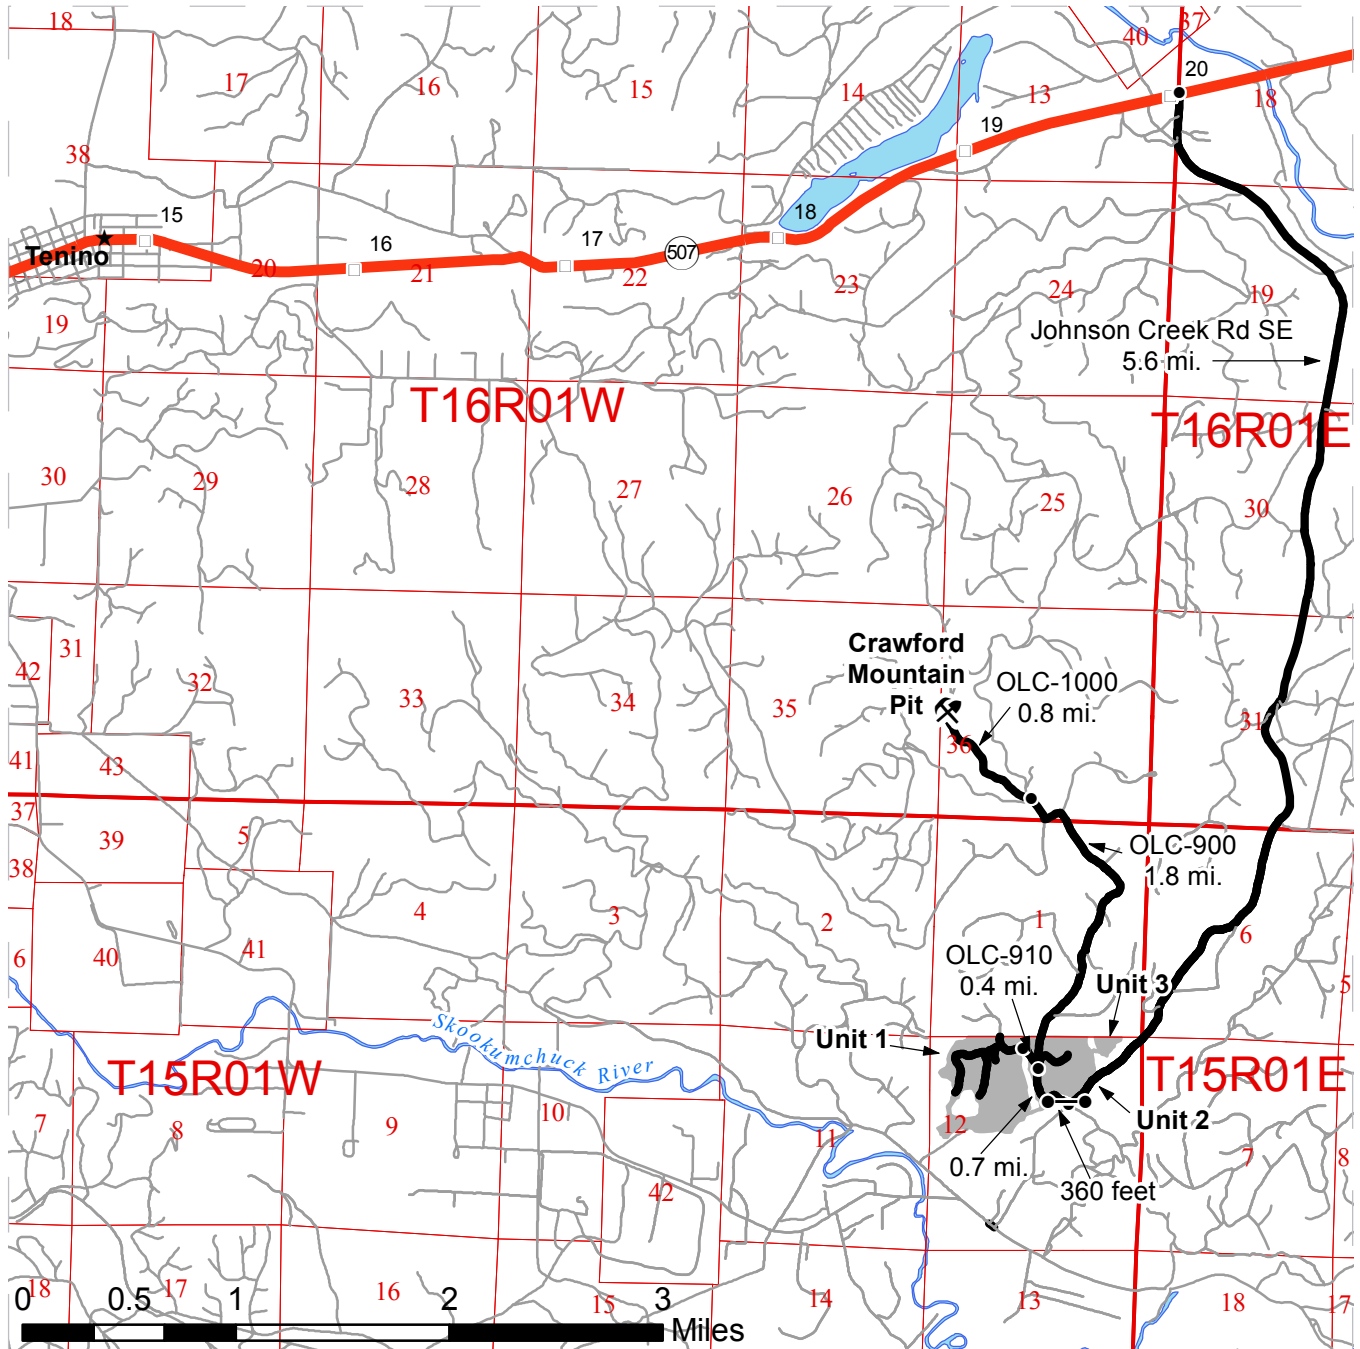 18
17
16
15
14
13
40
37
20
18
19
38
15
Tenino
20
16
21
17
22
507
18
23
24
19
19
Johnson Creek Rd SE
5.6 mi.
T16R01W
T16R01E
30
29
28
27
26
25
30
42
31
32
33
34
35
Crawford
Mountain
Pit
36
OLC-1000
0.8 mi.
31
41
43
37
39
5
38
OLC-900
1.8 mi.
4
3
2
1
6
6
40
41
OLC-910
0.4 mi.
Unit 3
5
Unit 1
Skookumchuck River
T15R01W
T15R01E
7
8
9
10
11
12
Unit 2
0.7 mi.
360 feet
7
8
42
18
17
16
15
14
13
18
17
0 0.5 1 2 3
Miles